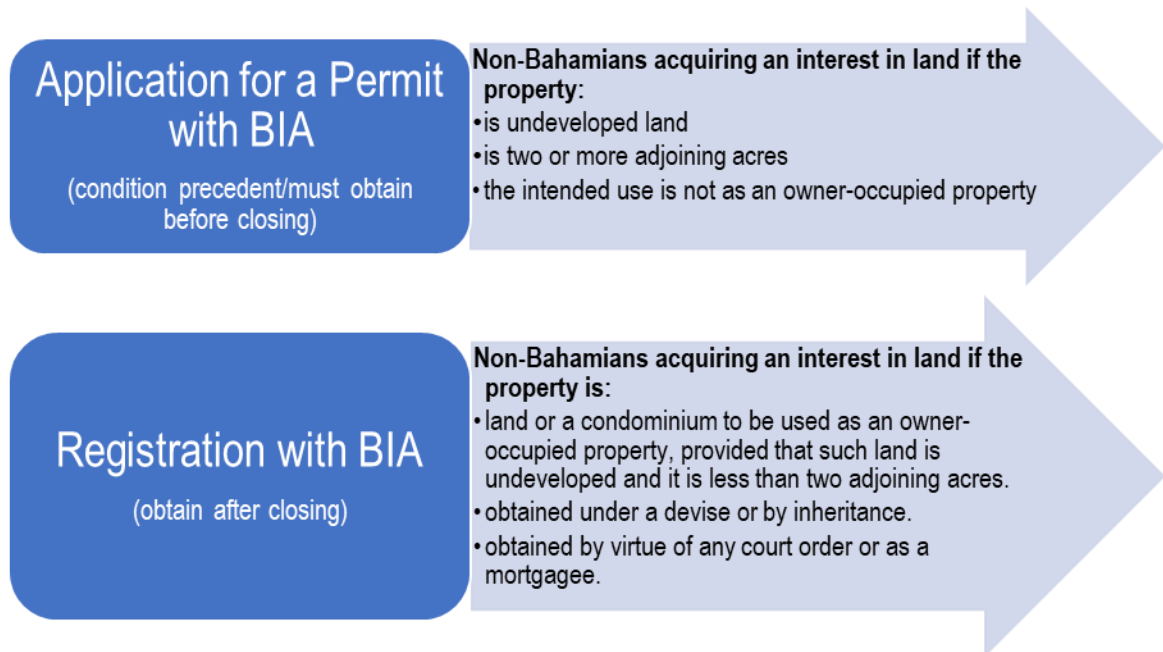 Application for a Permit
with BIA
(condition precedent/must obtain
before closing)
Non-Bahamians acquiring an interest in land if the
property:
•is undeveloped land
•is two or more adjoining acres
•the intended use is not as an owner-occupied property
Registration with BIA
(obtain after closing)
Non-Bahamians acquiring an interest in land if the
property is:
•land or a condominium to be used as an owner-
occupied property, provided that such land is
undeveloped and it is less than two adjoining acres.
•obtained under a devise or by inheritance.
•obtained by virtue of any court order or as a
mortgagee.